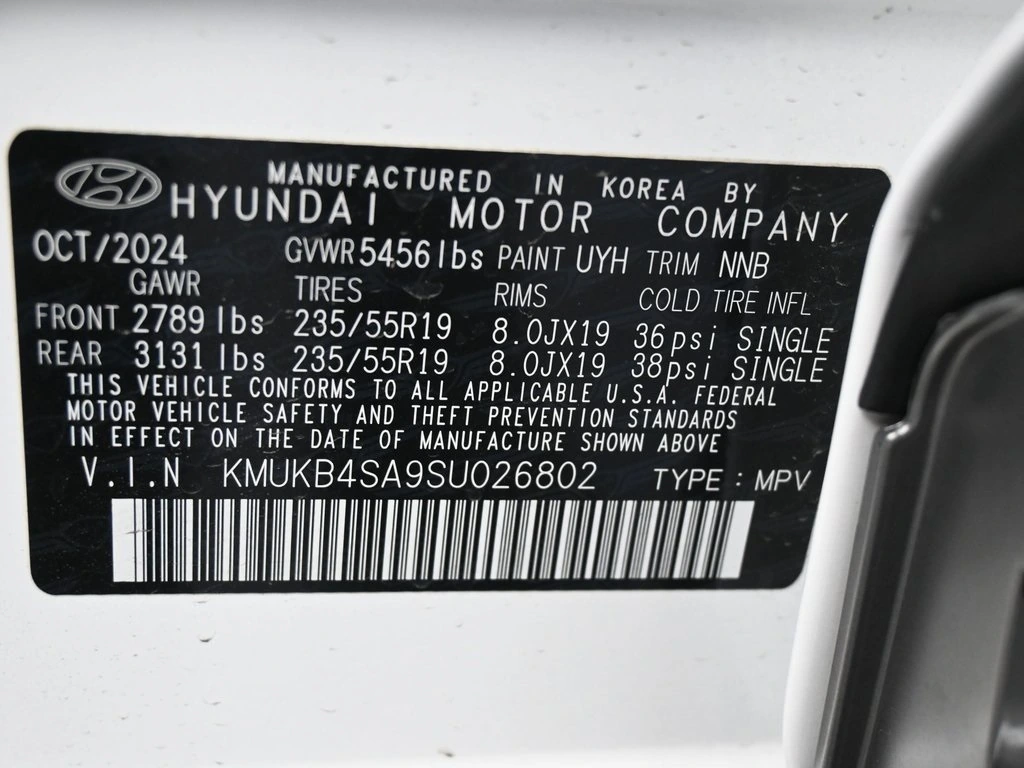 MANUFACTURED IN KOREA BY
HYUNDAI MOTOR COMPANY
OCT/2024 GVWR 5456 lbs PAINT UYH TRIM NNB
GAWR TIRES RIMS COLD TIRE INFL
FRONT 2789 lbs 235/55R19 8.0JX19 36psi SINGLE
REAR 3131 lbs 235/55R19 8.0JX19 38psi SINGLE
THIS VEHICLE CONFORMS TO ALL APPLICABLE U.S.A. FEDERAL
MOTOR VEHICLE SAFETY AND THEFT PREVENTION STANDARDS
IN EFFECT ON THE DATE OF MANUFACTURE SHOWN ABOVE
V.I.N KMUKB4SA9SU026802 TYPE : MPV